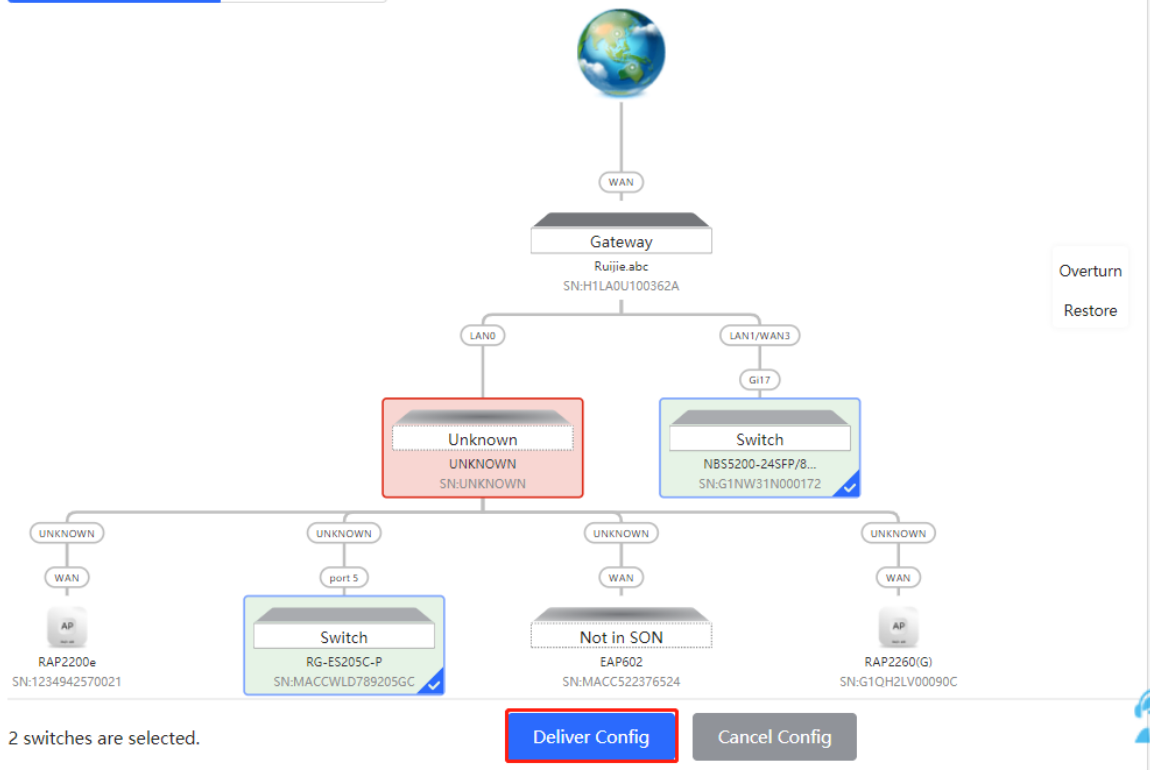 WAN
Gateway
Ruijie.abc
SN:H1LA0U100362A
Overturn
Restore
LAN0
LAN1/WAN3
Gi17
Unknown
UNKNOWN
SN:UNKNOWN
Switch
NBS5200-24SFP/8...
SN:G1NW31N000172
UNKNOWN
UNKNOWN
UNKNOWN
UNKNOWN
WAN
port 5
WAN
WAN
AP
RAP2200e
SN:1234942570021
Switch
RG-ES205C-P
SN:MACCWLD789205GC
Not in SON
EAP602
SN:MACC522376524
AP
RAP2260(G)
SN:G1QH2LV00090C
2 switches are selected.
Deliver Config
Cancel Config